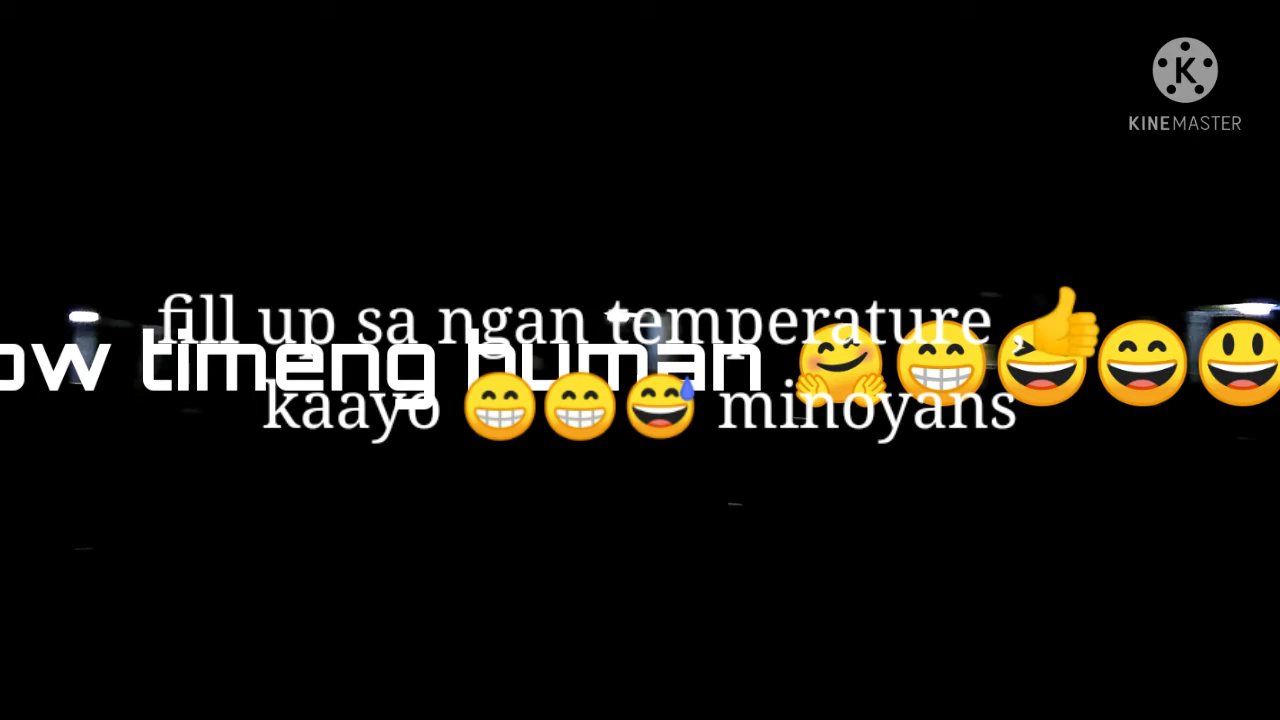 KINEMASTER
fill up sa ngan temperature , 👍
ow timeng human 🤗😁😆😄😃
kaayo 😁😁😅 minoyans